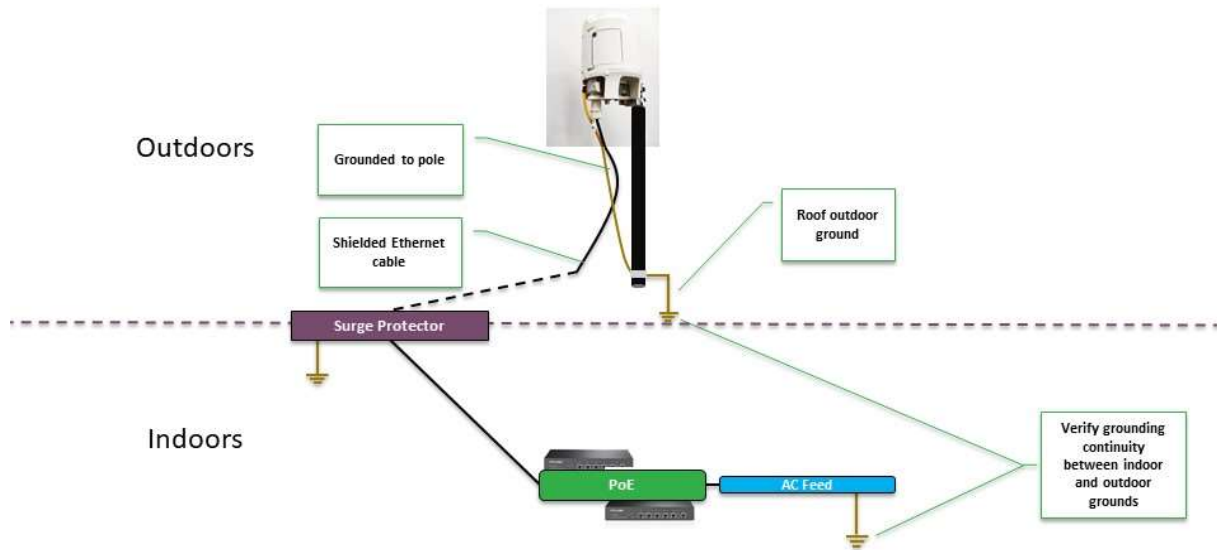 Outdoors
Grounded to pole
Shielded Ethernet
cable
Roof outdoor
ground
Surge Protector
Indoors
PoE
AC Feed
Verify grounding
continuity
between indoor
and outdoor
grounds